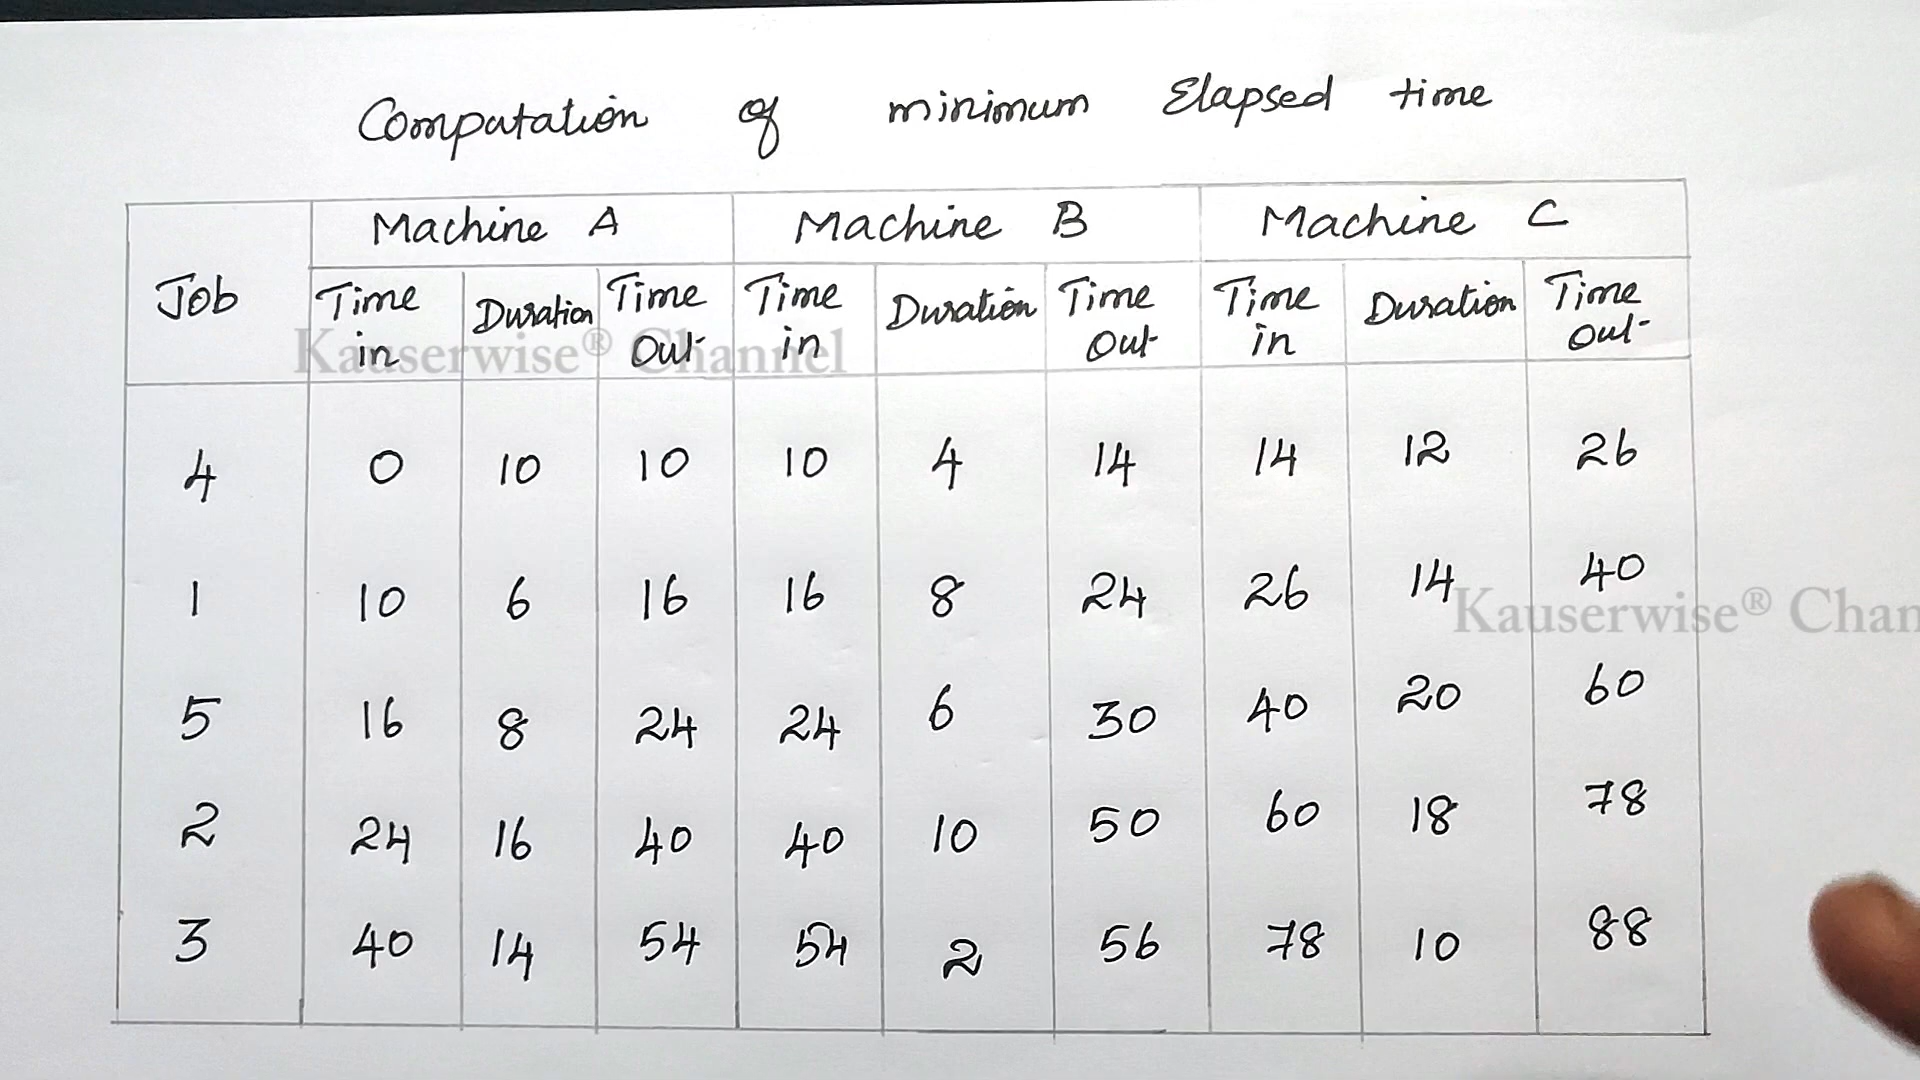 Computation of minimum Elapsed time
Job Machine A Machine B Machine C
Time in Duration Time Out Time in Duration Time Out Time in Duration Time Out
Kauserwise® Channel
4 0 10 10 10 4 14 14 12 26
1 10 6 16 16 8 24 26 14 40
Kauserwise® Chan
5 16 8 24 24 6 30 40 20 60
2 24 16 40 40 10 50 60 18 78
3 40 14 54 54 2 56 78 10 88